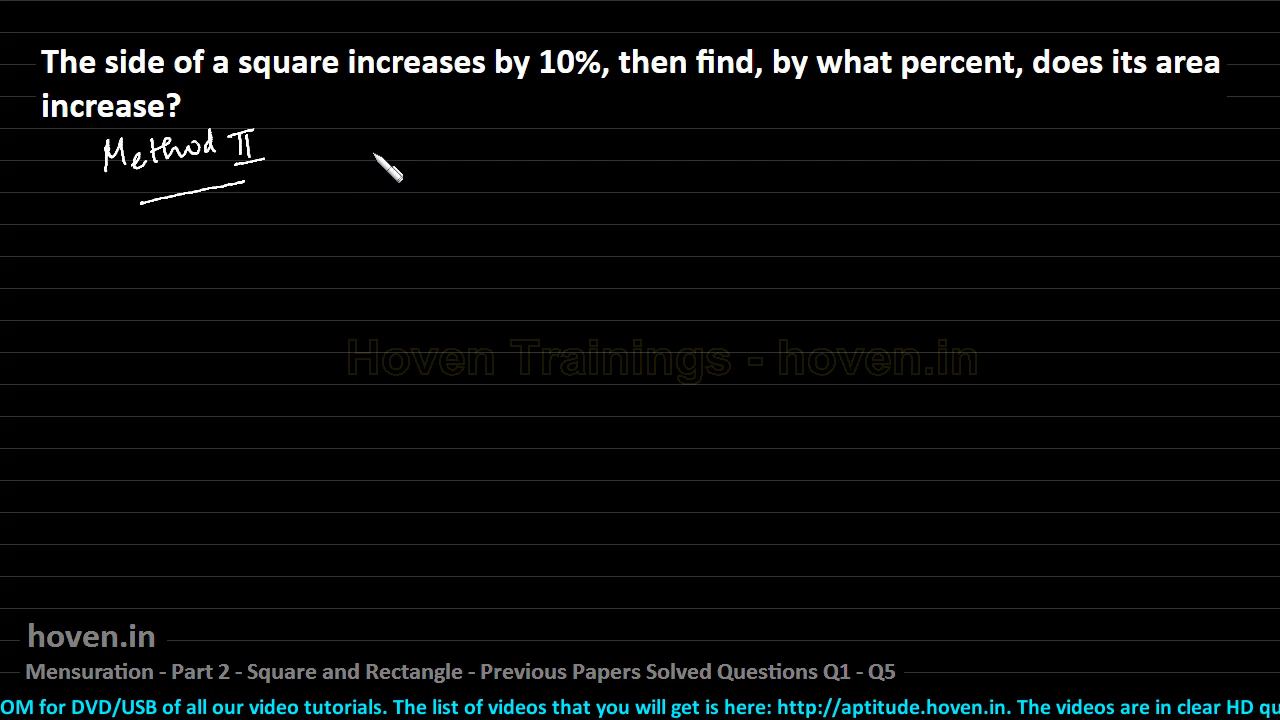 The side of a square increases by 10%, then find, by what percent, does its area
increase?
Method II
Hoven Trainings - hoven.in
hoven.in
Mensuration - Part 2 - Square and Rectangle - Previous Papers Solved Questions Q1 - Q5
OM for DVD/USB of all our video tutorials. The list of videos that you will get is here: http://aptitude.hoven.in. The videos are in clear HD qu